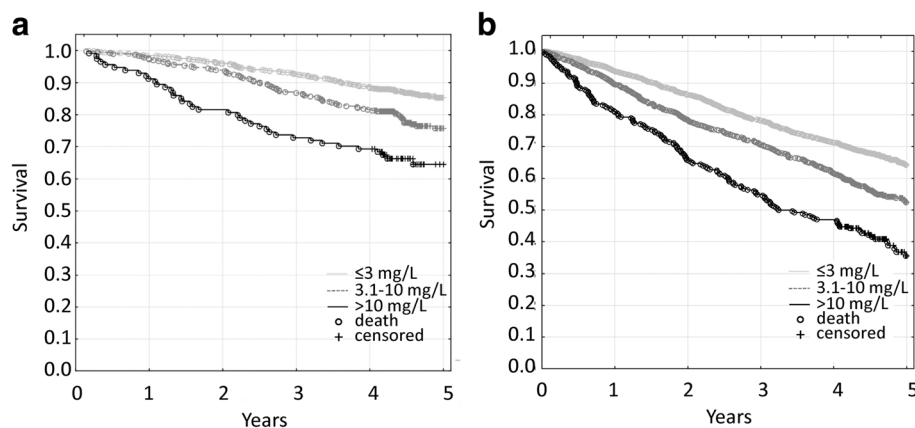 a
1.0
0.9
0.8
0.7
0.6
0.5
0.4
0.3
0.2
0.1
0.0
Survival
≤3 mg/L
3.1-10 mg/L
>10 mg/L
death
censored
0 1 2 3 4 5
Years
b
1.0
0.9
0.8
0.7
0.6
0.5
0.4
0.3
0.2
0.1
0.0
Survival
≤3 mg/L
3.1-10 mg/L
>10 mg/L
death
censored
0 1 2 3 4 5
Years